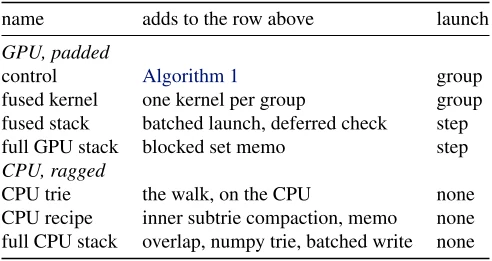 name adds to the row above launch
GPU, padded
control Algorithm 1 group
fused kernel one kernel per group group
fused stack batched launch, deferred check step
full GPU stack blocked set memo step
CPU, ragged
CPU trie the walk, on the CPU none
CPU recipe inner subtrie compaction, memo none
full CPU stack overlap, numpy trie, batched write none